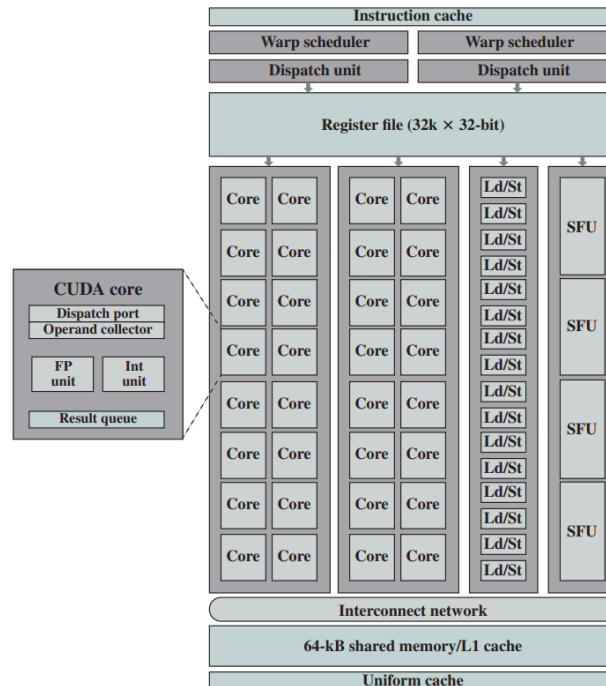 Instruction cache
Warp scheduler Warp scheduler
Dispatch unit Dispatch unit
Register file (32k × 32-bit)
Core Core Core Core Ld/St
Ld/St
SFU
Core Core Core Core Ld/St
Ld/St
Core Core Core Core Ld/St
Ld/St
SFU
Core Core Core Core Ld/St
Ld/St
Core Core Core Core Ld/St
Ld/St
SFU
Core Core Core Core Ld/St
Ld/St
Core Core Core Core Ld/St
Ld/St
SFU
Core Core Core Core Ld/St
Ld/St
CUDA core
Dispatch port
Operand collector
FP unit
Int unit
Result queue
Interconnect network
64-kB shared memory/L1 cache
Uniform cache